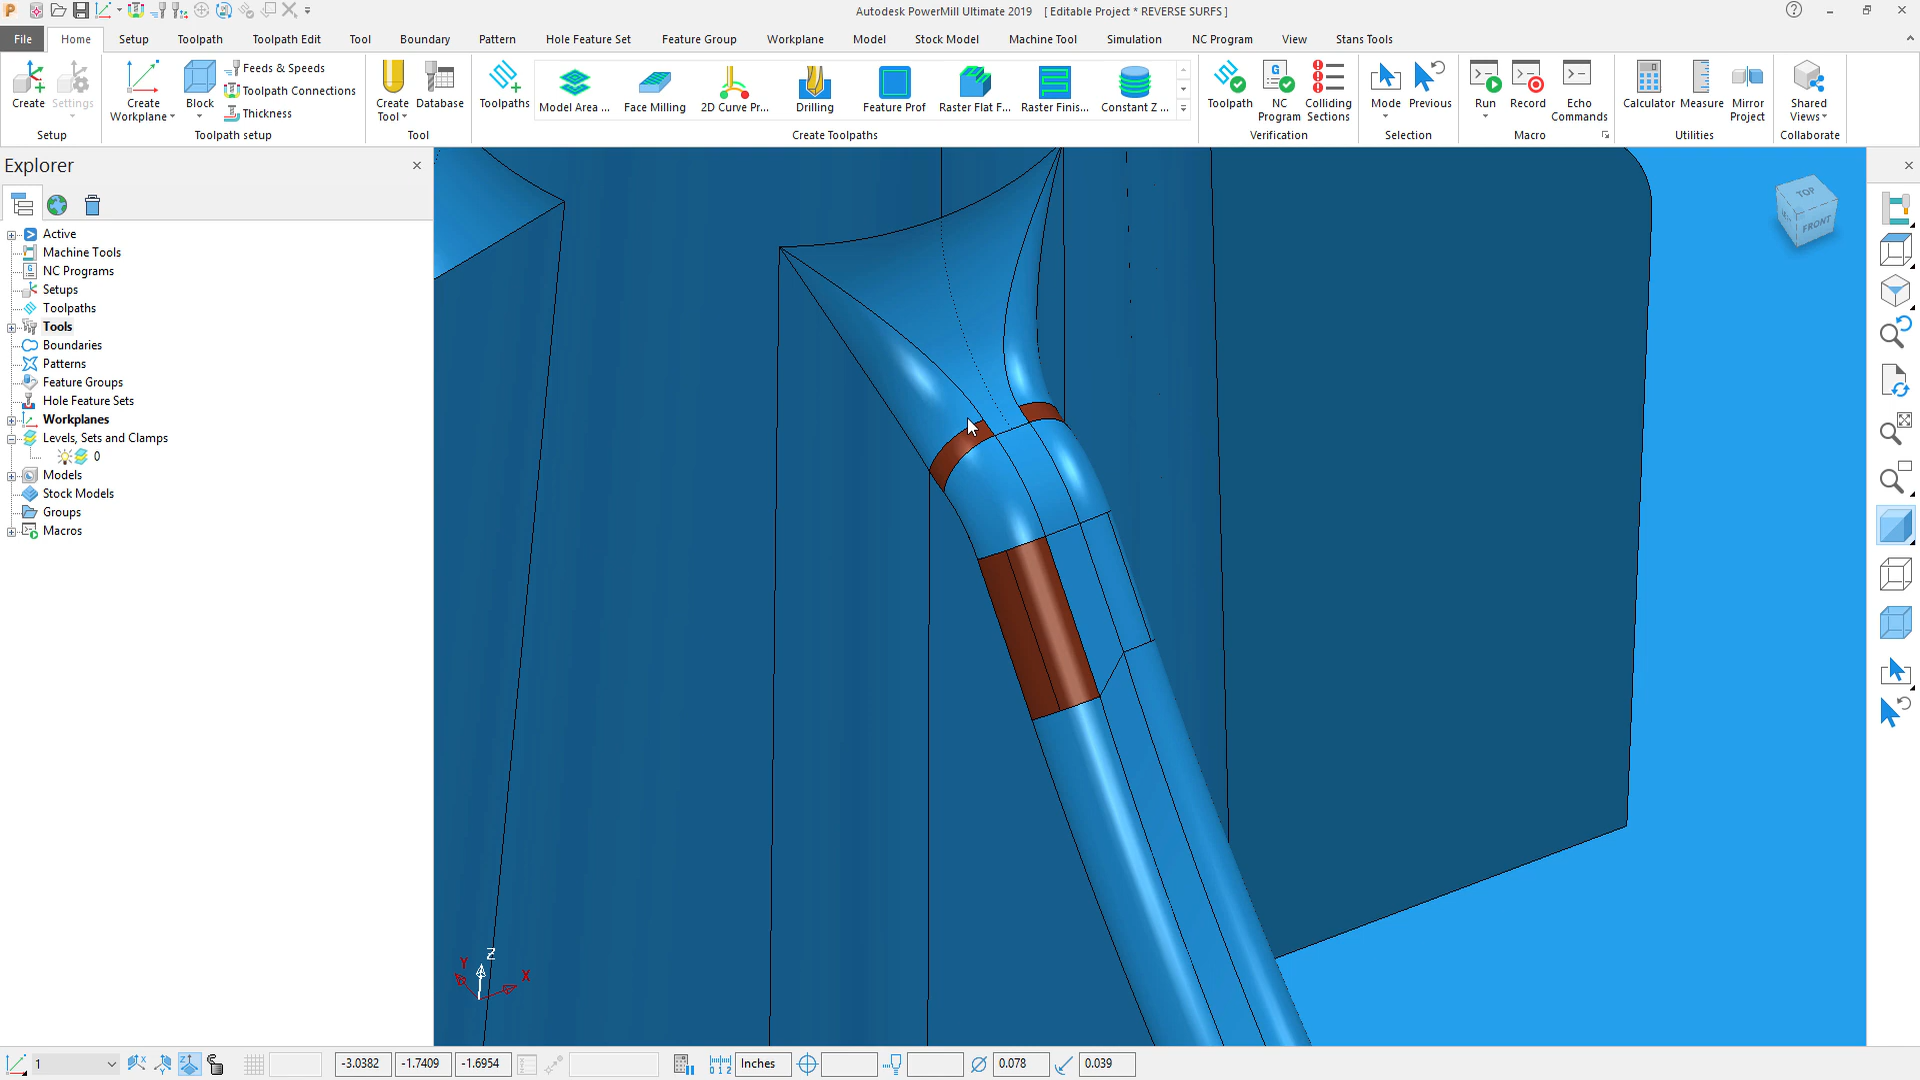 Autodesk PowerMill Ultimate 2019 [ Editable Project * REVERSE SURFS ]
File Home Setup Toolpath Toolpath Edit Tool Boundary Pattern Hole Feature Set Feature Group Workplane Model Stock Model Machine Tool Simulation NC Program View Stans Tools
Create Settings
Setup
Create Workplane Block
Feeds & Speeds
Toolpath Connections
Thickness
Toolpath setup
Create Tool Database
Tool
Toolpaths Model Area ... Face Milling 2D Curve Pr... Drilling Feature Prof Raster Flat F... Raster Finis... Constant Z ...
Create Toolpaths
Toolpath NC Program Colliding Sections
Verification
Mode Previous
Selection
Run Record Echo Commands
Macro
Calculator Measure Mirror Project
Utilities
Shared Views
Collaborate
Explorer
Active
Machine Tools
NC Programs
Setups
Toolpaths
Tools
Boundaries
Patterns
Feature Groups
Hole Feature Sets
Workplanes
Levels, Sets and Clamps
0
Models
Stock Models
Groups
Macros
TOP
FRONT
Z
Y
X
1 -3.0382 -1.7409 -1.6954 Inches 0.078 0.039